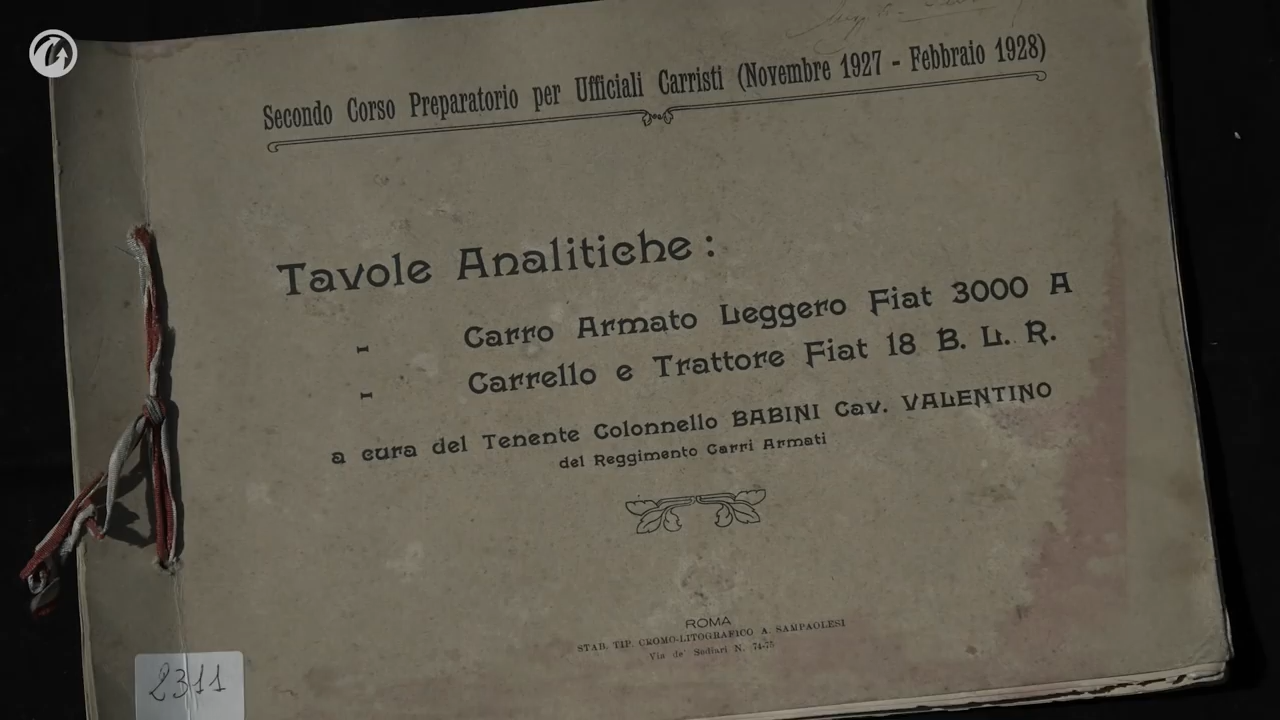 Secondo Corso Preparatorio per Ufficiali Carristi (Novembre 1927 - Febbraio 1928)
Tavole Analitiche :
- Carro Armato Leggero Fiat 3000 A
- Carrello e Trattore Fiat 18 B. L. R.
a cura del Tenente Colonnello BABINI Cav. VALENTINO
del Reggimento Carri Armati
ROMA
STAB. TIP. CROMO-LITOGRAFICO A. SAMPAOLESI
Via de' Sediari N. 74-75
2311